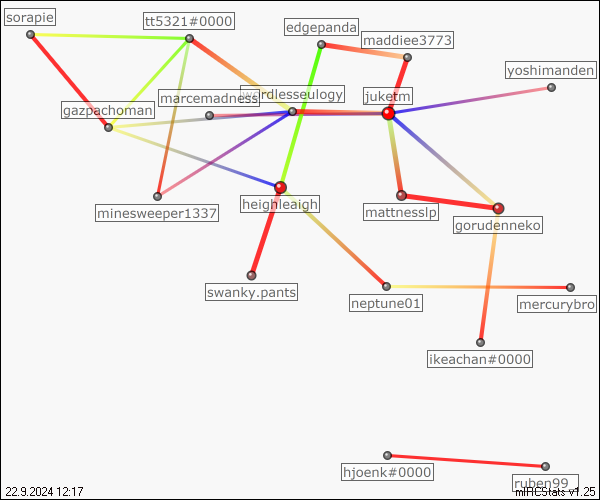 sorapie
tt5321#0000
edgepanda
maddiee3773
yoshimanden
gazpachoman
marcemadness
wordlesseulogy
juketm
minesweeper1337
heighleaigh
mattnesslp
gorudenneko
swanky.pants
neptune01
mercurybro
ikeachan#0000
hjoenk#0000
ruben99_
22.9.2024 12:17
mIRCStats v1.25